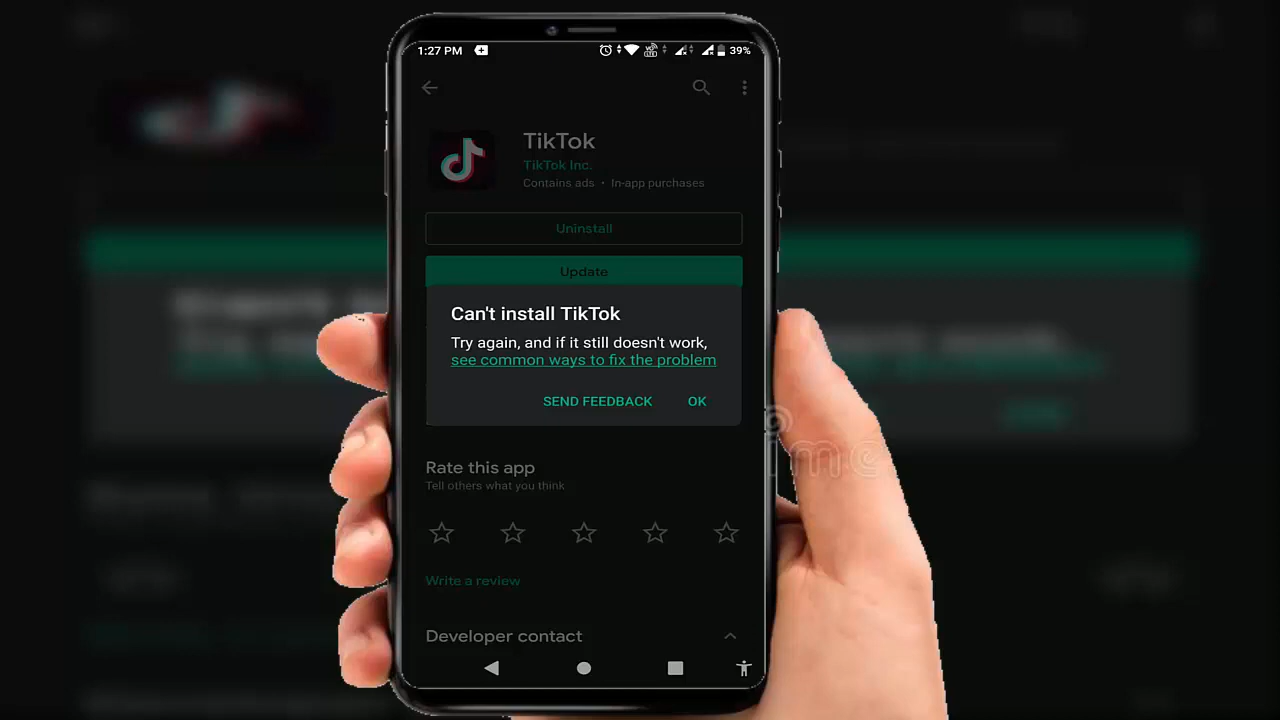 1:27 PM
39%
TikTok
TikTok Inc.
Contains ads • In-app purchases
Uninstall
Update
Can't install TikTok
Try again, and if it still doesn't work,
see common ways to fix the problem
SEND FEEDBACK OK
Rate this app
Tell others what you think
Write a review
Developer contact